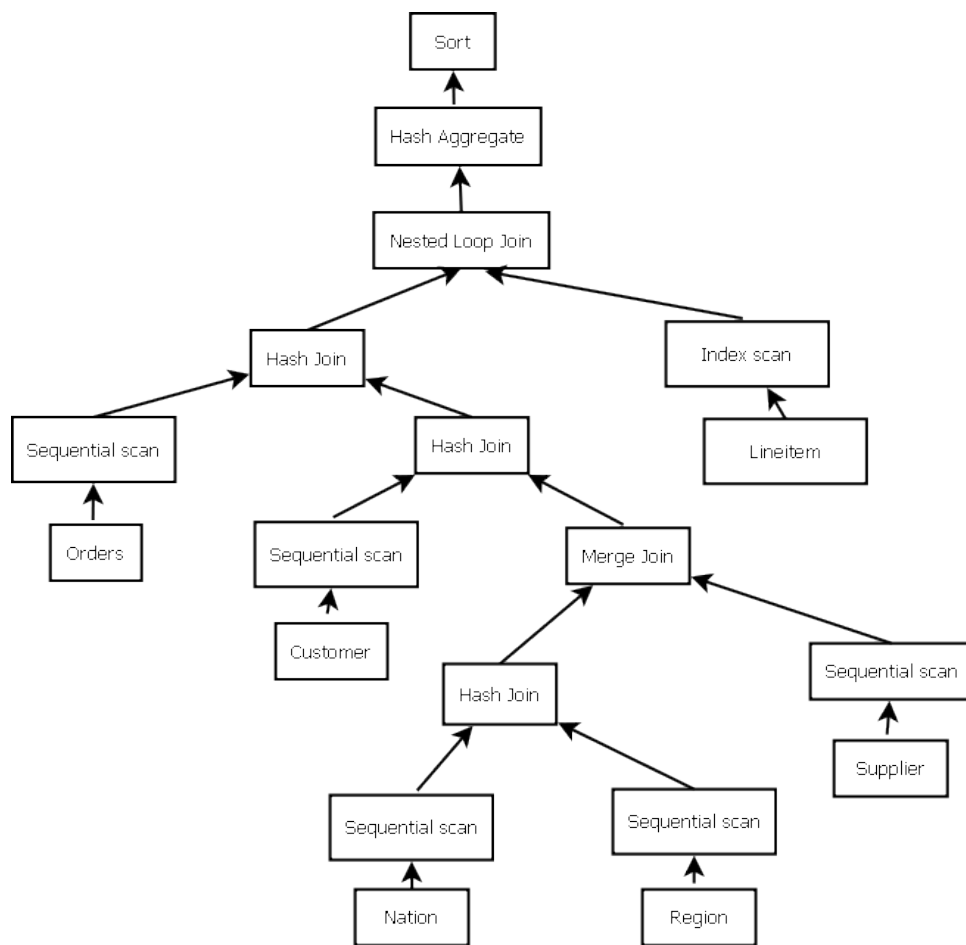 Sort
Hash Aggregate
Nested Loop Join
Hash Join
Index scan
Sequential scan
Hash Join
Lineitem
Orders
Sequential scan
Merge Join
Customer
Hash Join
Sequential scan
Supplier
Sequential scan
Sequential scan
Nation
Region